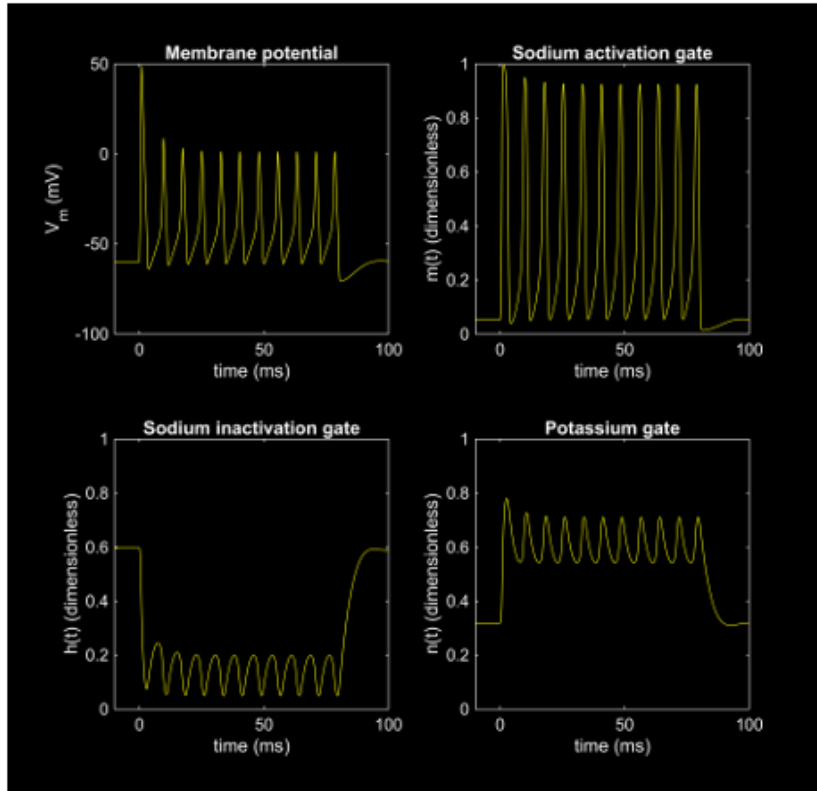 Membrane potential
50
0
-50
-100
V_m (mV)
0
50
100
time (ms)
Sodium activation gate
1
0.8
0.6
0.4
0.2
0
m(t) (dimensionless)
0
50
100
time (ms)
Sodium inactivation gate
1
0.8
0.6
0.4
0.2
0
h(t) (dimensionless)
0
50
100
time (ms)
Potassium gate
1
0.8
0.6
0.4
0.2
0
n(t) (dimensionless)
0
50
100
time (ms)